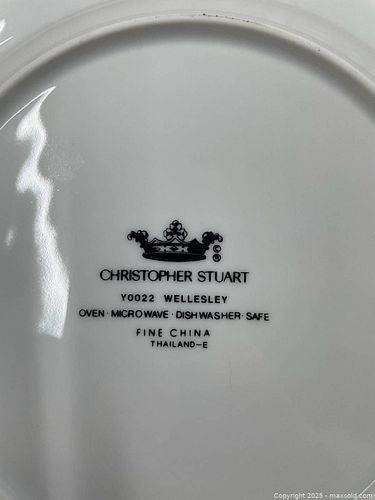 ©
®
CHRISTOPHER STUART
Y0022 WELLESLEY
OVEN · MICROWAVE · DISHWASHER · SAFE
FINE CHINA
THAILAND-E
Copyright 2025 - maxsold.com